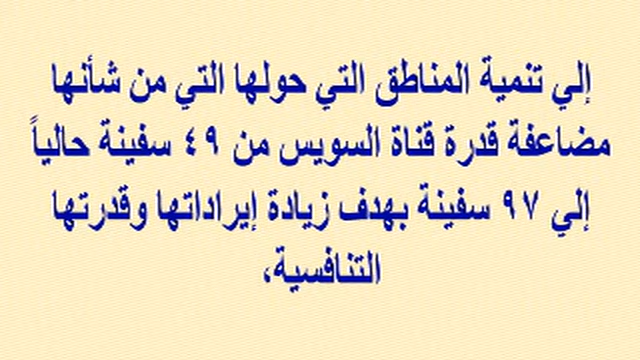 إلي تنمية المناطق التي حولها التي من شأنها
مضاعفة قدرة قناة السويس من ٤٩ سفينة حالياً
إلي ٩٧ سفينة بهدف زيادة إيراداتها وقدرتها
التنافسية،